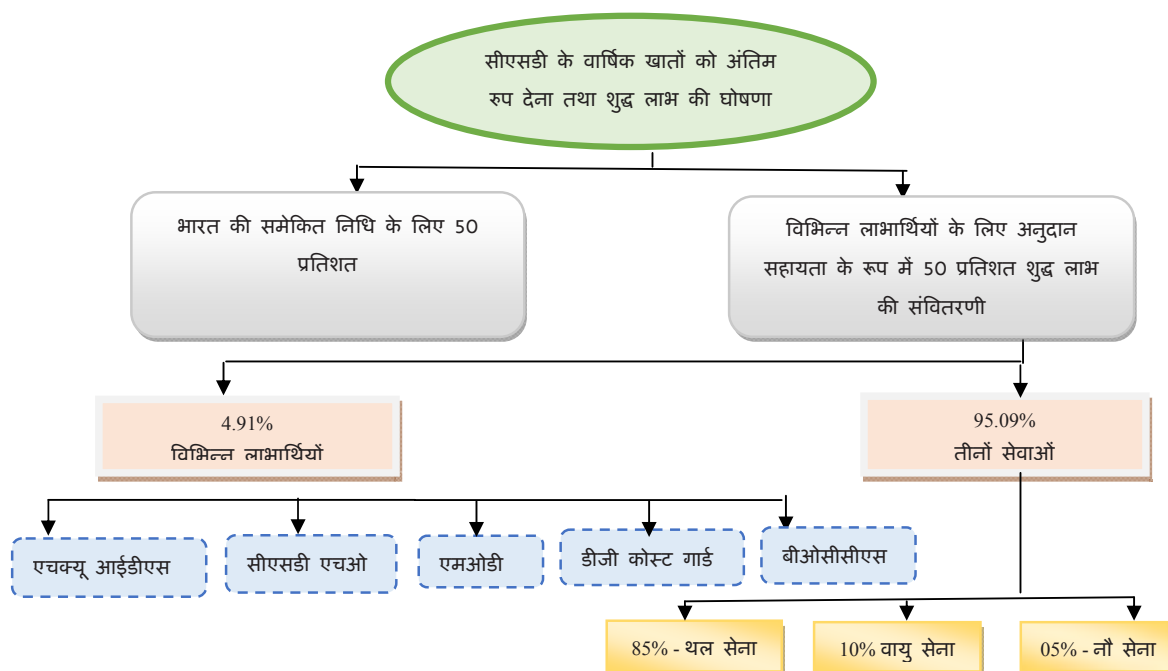 सीएसडी के वार्षिक खातों को अंतिम
रुप देना तथा शुद्ध लाभ की घोषणा
भारत की समेकित निधि के लिए 50
प्रतिशत
विभिन्न लाभार्थियों के लिए अनुदान
सहायता के रूप में 50 प्रतिशत शुद्ध लाभ
की संवितरणी
4.91%
विभिन्न लाभार्थियों
95.09%
तीनों सेवाओं
एचक्यू आईडीएस
सीएसडी एचओ
एमओडी
डीजी कोस्ट गार्ड
बीओसीसीएस
85% - थल सेना
10% वायु सेना
05% - नौ सेना